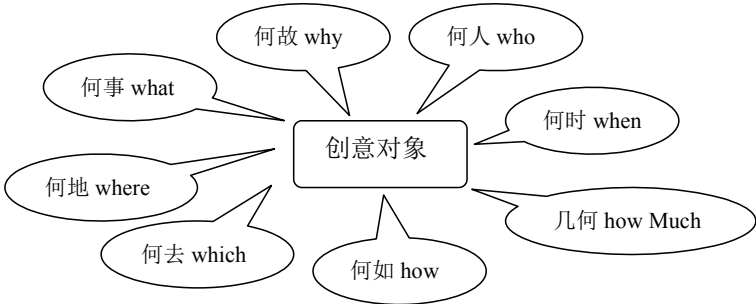 何故 why
何人 who
何事 what
何时 when
创意对象
何地 where
几何 how Much
何去 which
何如 how